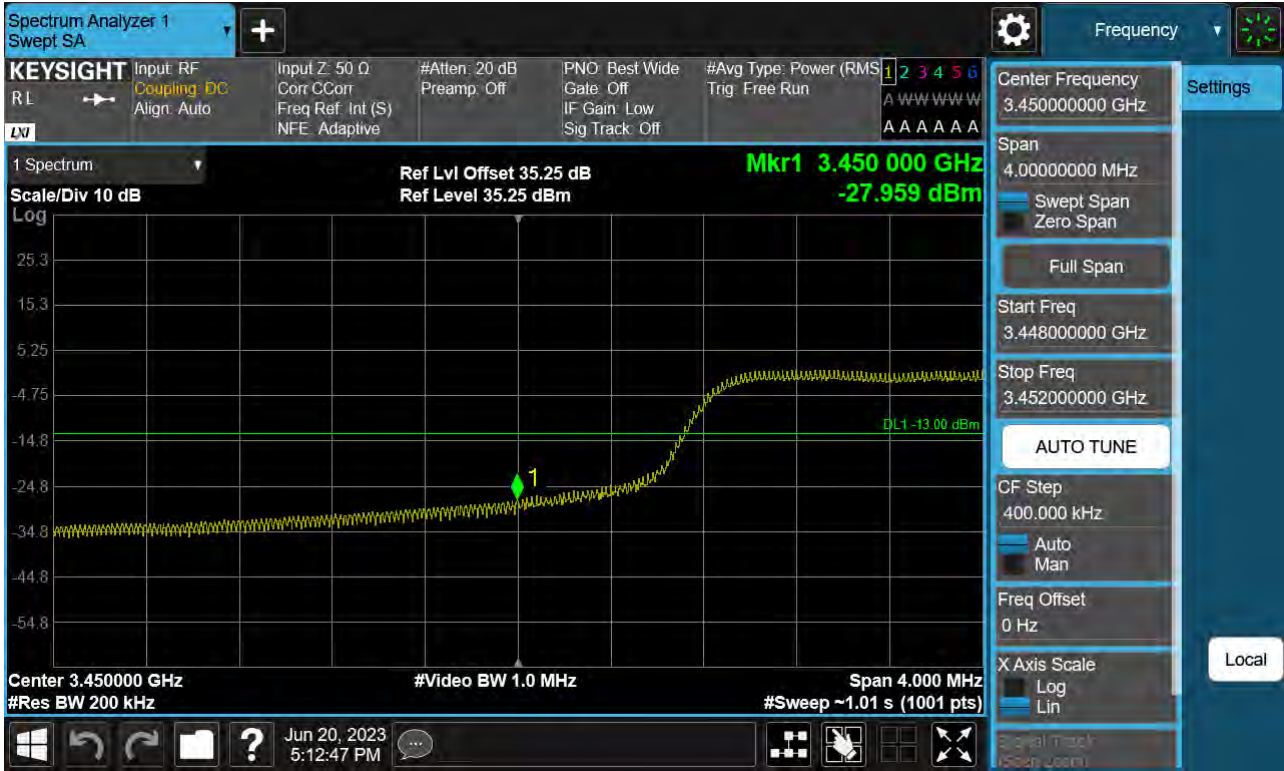 Spectrum Analyzer 1
Swept SA
+
Frequency
KEYSIGHT
RL
LXI
Input: RF
Coupling: DC
Align: Auto
Input Z: 50 Ω
Corr CCorr
Freq Ref: Int (S)
NFE: Adaptive
#Atten: 20 dB
Preamp: Off
PNO: Best Wide
Gate: Off
IF Gain: Low
Sig Track: Off
#Avg Type: Power (RMS
Trig: Free Run
1 2 3 4 5 6
A W W W W W
A A A A A A
1 Spectrum
Scale/Div 10 dB
Log
Ref Lvl Offset 35.25 dB
Ref Level 35.25 dBm
Mkr1 3.450 000 GHz
-27.959 dBm
25.3
15.3
5.25
-4.75
-14.8
-24.8
-34.8
-44.8
-54.8
DL1 -13.00 dBm
1
Center 3.450000 GHz
#Res BW 200 kHz
#Video BW 1.0 MHz
Span 4.000 MHz
#Sweep ~1.01 s (1001 pts)
Center Frequency
3.450000000 GHz
Settings
Span
4.00000000 MHz
Swept Span
Zero Span
Full Span
Start Freq
3.448000000 GHz
Stop Freq
3.452000000 GHz
AUTO TUNE
CF Step
400.000 kHz
Auto
Man
Freq Offset
0 Hz
X Axis Scale
Log
Lin
Signal Track
(Span Zoom)
Local
?
Jun 20, 2023
5:12:47 PM